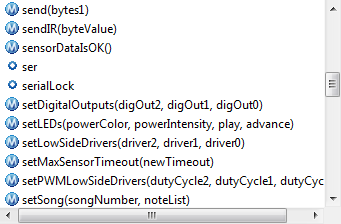 send(bytes1)
sendIR(byteValue)
sensorDataIsOK()
ser
serialLock
setDigitalOutputs(digOut2, digOut1, digOut0)
setLEDs(powerColor, powerIntensity, play, advance)
setLowSideDrivers(driver2, driver1, driver0)
setMaxSensorTimeout(newTimeout)
setPWMLowSideDrivers(dutyCycle2, dutyCycle1, dutyCyc
setSong(songNumber, noteList)